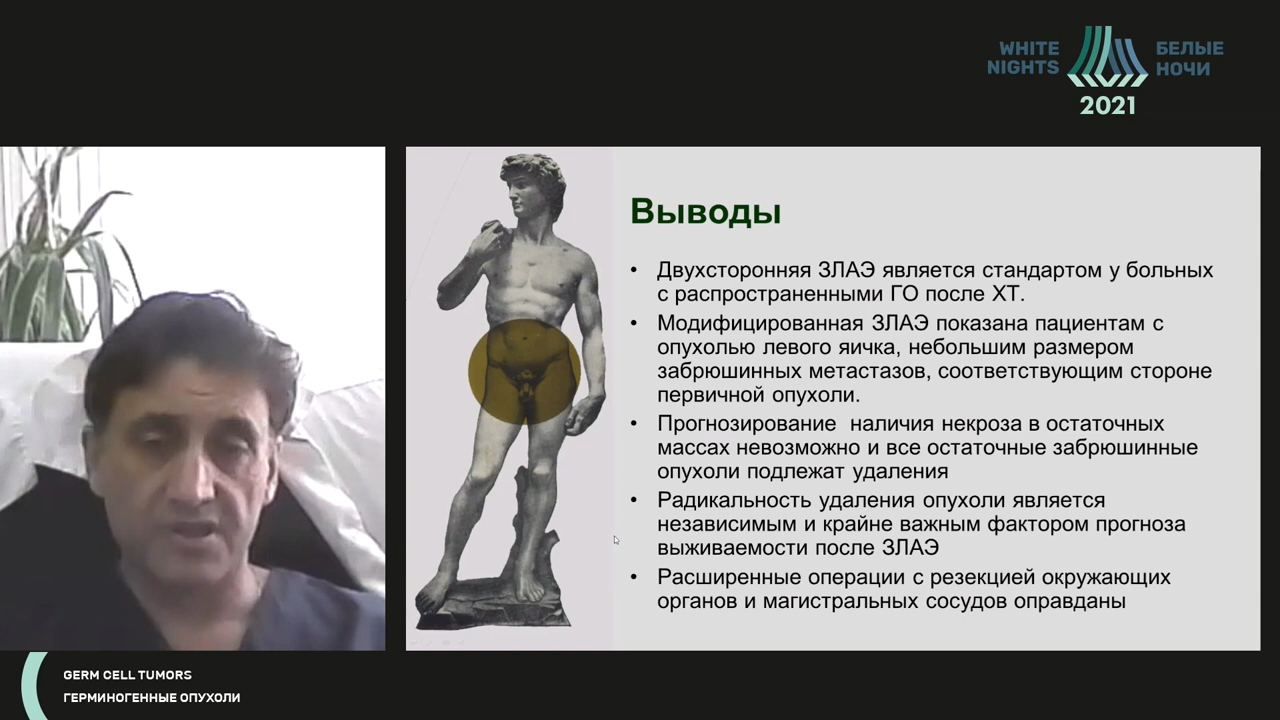 WHITE NIGHTS
БЕЛЫЕ НОЧИ
2021
Выводы
• Двухсторонняя ЗЛАЭ является стандартом у больных
с распространенными ГО после ХТ.
• Модифицированная ЗЛАЭ показана пациентам с
опухолью левого яичка, небольшим размером
забрюшинных метастазов, соответствующим стороне
первичной опухоли.
• Прогнозирование наличия некроза в остаточных
массах невозможно и все остаточные забрюшинные
опухоли подлежат удаления
• Радикальность удаления опухоли является
независимым и крайне важным фактором прогноза
выживаемости после ЗЛАЭ
• Расширенные операции с резекцией окружающих
органов и магистральных сосудов оправданы
GERM CELL TUMORS
ГЕРМИНОГЕННЫЕ ОПУХОЛИ